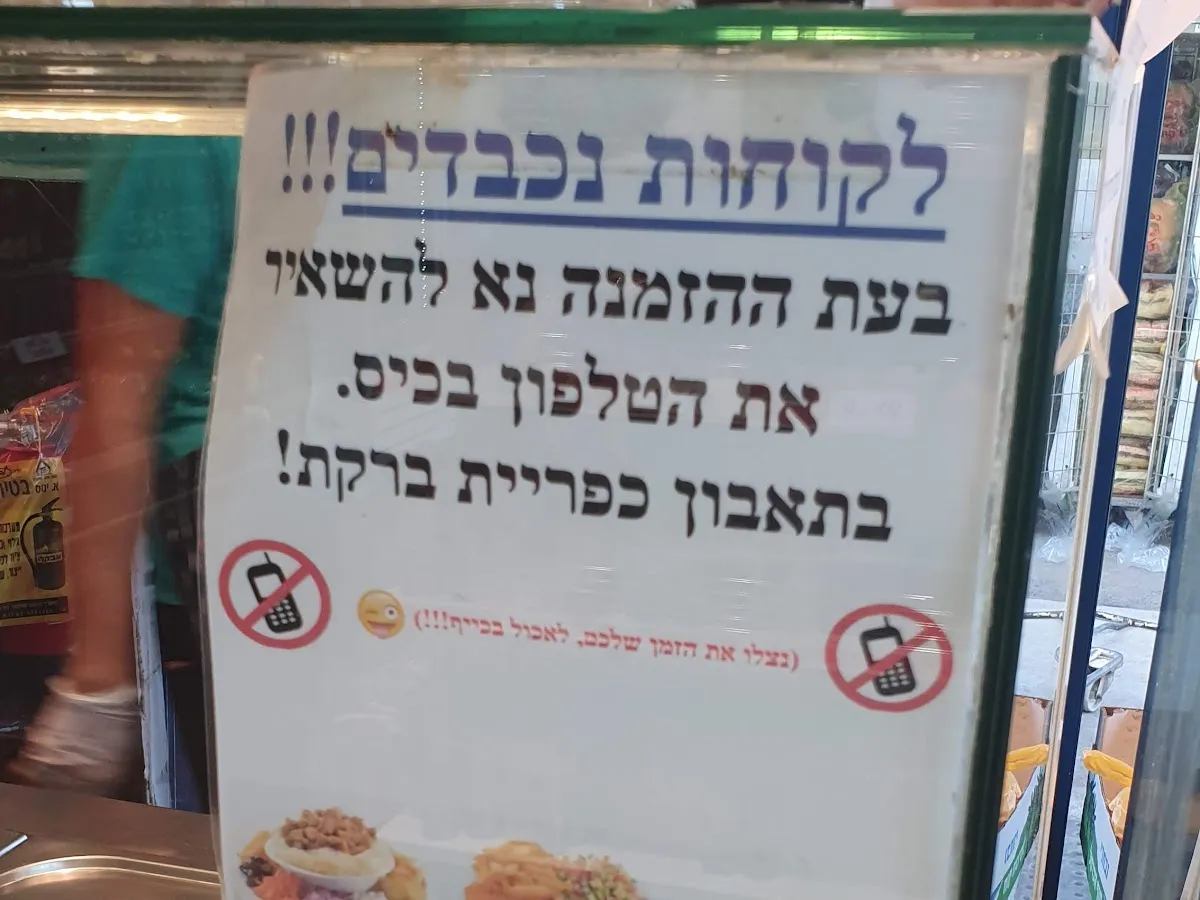 לקוחות נכבדים!!!
בעת ההזמנה נא להשאיר
את הטלפון בכיס.
בתאבון כפריית ברקת!
(נצלו את הזמן שלכם, לאכול בכייף!!!)